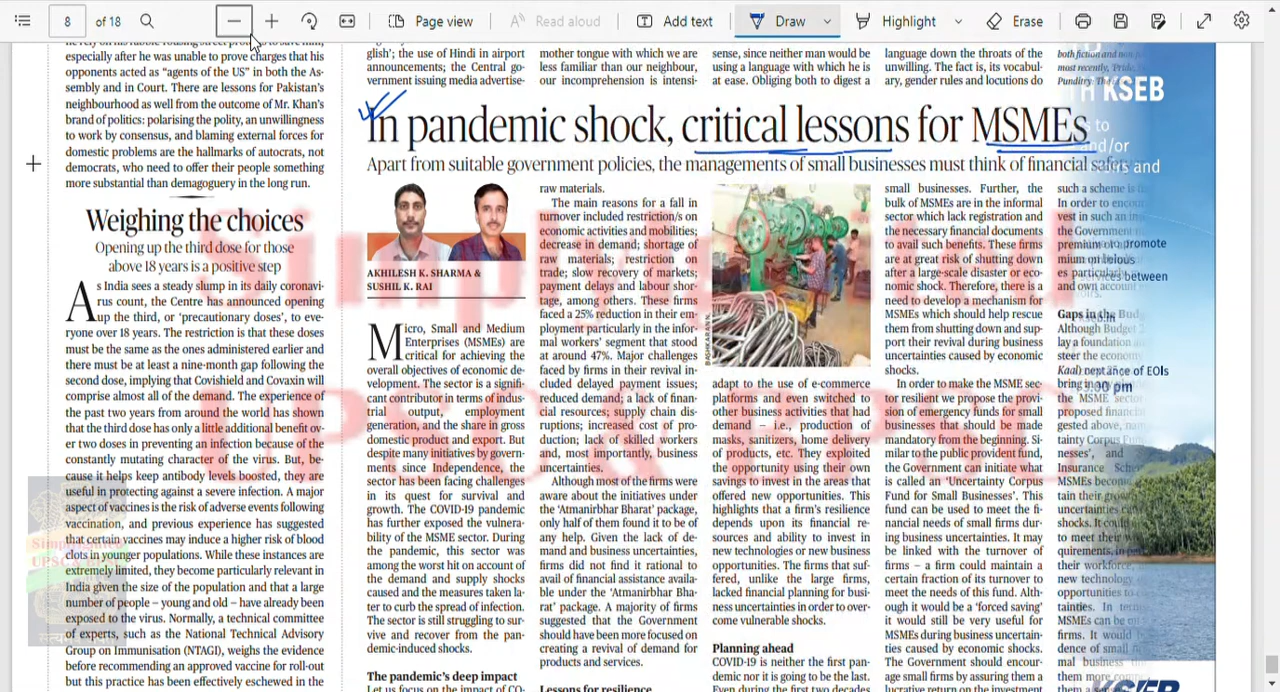 8 of 18
Page view
Read aloud
Add text
Draw
Highlight
Erase
especially after he was unable to prove charges that his
opponents acted as “agents of the US” in both the As-
sembly and in Court. There are lessons for Pakistan's
neighbourhood as well from the outcome of Mr. Khan's
brand of politics: polarising the polity, an unwillingness
to work by consensus, and blaming external forces for
domestic problems are the hallmarks of autocrats, not
democrats, who need to offer their people something
more substantial than demagoguery in the long run.
Weighing the choices
Opening up the third dose for those
above 18 years is a positive step
As India sees a steady slump in its daily coronavi-
rus count, the Centre has announced opening
up the third, or ‘precautionary doses’, to eve-
ryone over 18 years. The restriction is that these doses
must be the same as the ones administered earlier and
there must be at least a nine-month gap following the
second dose, implying that Covishield and Covaxin will
comprise almost all of the demand. The experience of
the past two years from around the world has shown
that the third dose has only a little additional benefit ov-
er two doses in preventing an infection because of the
constantly mutating character of the virus. But, be-
cause it helps keep antibody levels boosted, they are
useful in protecting against a severe infection. A major
aspect of vaccines is the risk of adverse events following
vaccination, and previous experience has suggested
that certain vaccines may induce a higher risk of blood
clots in younger populations. While these instances are
extremely limited, they become particularly relevant in
India given the size of the population and that a large
number of people – young and old – have already been
exposed to the virus. Normally, a technical committee
of experts, such as the National Technical Advisory
Group on Immunisation (NTAGI), weighs the evidence
before recommending an approved vaccine for roll-out
but this practice has been effectively eschewed in the
glish’; the use of Hindi in airport
announcements; the Central go-
vernment issuing media advertise-
mother tongue with which we are
less familiar than our neighbour,
our incomprehension is intensi-
sense, since neither man would be
using a language with which he is
at ease. Obliging both to digest a
language down the throats of the
unwilling. The fact is, its vocabul-
ary, gender rules and locutions do
In pandemic shock, critical lessons for MSMEs
Apart from suitable government policies, the managements of small businesses must think of financial
AKHILESH K. SHARMA &
SUSHIL K. RAI
Micro, Small and Medium
Enterprises (MSMEs) are
critical for achieving the
overall objectives of economic de-
velopment. The sector is a signifi-
cant contributor in terms of indus-
trial output, employment
generation, and the share in gross
domestic product and export. But
despite many initiatives by govern-
ments since Independence, the
sector has been facing challenges
in its quest for survival and
growth. The COVID-19 pandemic
has further exposed the vulnera-
bility of the MSME sector. During
the pandemic, this sector was
among the worst hit on account of
the demand and supply shocks
caused and the measures taken la-
ter to curb the spread of infection.
The sector is still struggling to sur-
vive and recover from the pan-
demic-induced shocks.
The pandemic's deep impact
Let us focus on the impact of CO-
raw materials.
The main reasons for a fall in
turnover included restriction/s on
economic activities and mobilities;
decrease in demand; shortage of
raw materials; restriction on
trade; slow recovery of markets;
payment delays and labour shor-
tage, among others. These firms
faced a 25% reduction in their em-
ployment particularly in the infor-
mal workers’ segment that stood
at around 47%. Major challenges
faced by firms in their revival in-
cluded delayed payment issues;
reduced demand; a lack of finan-
cial resources; supply chain dis-
ruptions; increased cost of pro-
duction; lack of skilled workers
and, most importantly, business
uncertainties.
Although most of the firms were
aware about the initiatives under
the ‘Atmanirbhar Bharat’ package,
only half of them found it to be of
any help. Given the lack of de-
mand and business uncertainties,
firms did not find it rational to
avail of financial assistance availa-
ble under the ‘Atmanirbhar Bha-
rat’ package. A majority of firms
suggested that the Government
should have been more focused on
creating a revival of demand for
products and services.
Lessons for resilience
adapt to the use of e-commerce
platforms and even switched to
other business activities that had
demand – i.e., production of
masks, sanitizers, home delivery
of products, etc. They exploited
the opportunity using their own
savings to invest in the areas that
offered new opportunities. This
highlights that a firm's resilience
depends upon its financial re-
sources and ability to invest in
new technologies or new business
opportunities. The firms that suf-
fered, unlike the large firms,
lacked financial planning for busi-
ness uncertainties in order to over-
come vulnerable shocks.
Planning ahead
COVID-19 is neither the first pan-
demic nor is it going to be the last.
Even during the first two decades
small businesses. Further, the
bulk of MSMEs are in the informal
sector which lack registration and
the necessary financial documents
to avail such benefits. These firms
are at great risk of shutting down
after a large-scale disaster or eco-
nomic shock. Therefore, there is a
need to develop a mechanism for
MSMEs which should help rescue
them from shutting down and sup-
port their revival during business
uncertainties caused by economic
shocks.
In order to make the MSME sec-
tor resilient we propose the provi-
sion of emergency funds for small
businesses that should be made
mandatory from the beginning. Si-
milar to the public provident fund,
the Government can initiate what
is called an ‘Uncertainty Corpus
Fund for Small Businesses’. This
fund can be used to meet the fi-
nancial needs of small firms dur-
ing business uncertainties. It may
be linked with the turnover of
firms – a firm could maintain a
certain fraction of its turnover to
meet the needs of this fund. Alth-
ough it would be a ‘forced saving’
it would still be very useful for
MSMEs during business uncertain-
ties caused by economic shocks.
The Government should encour-
age small firms by assuring them a
lucrative return on the investment
KSEB
Simplified
UPSC &